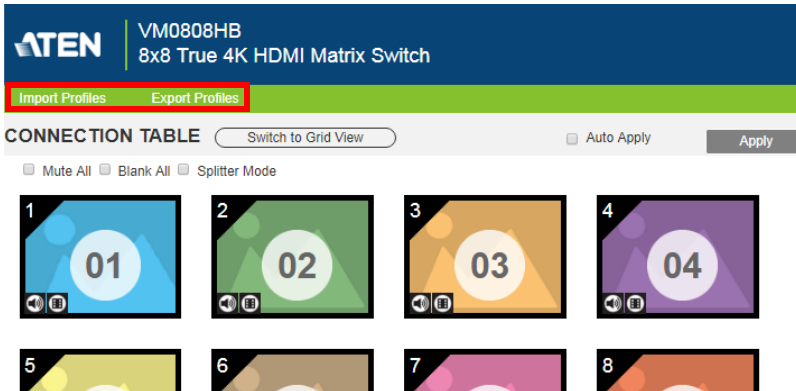 ATEN
VM0808HB
8x8 True 4K HDMI Matrix Switch
Import Profiles Export Profiles
CONNECTION TABLE Switch to Grid View Auto Apply Apply
Mute All Blank All Splitter Mode
1 2 3 4
01 02 03 04
5 6 7 8